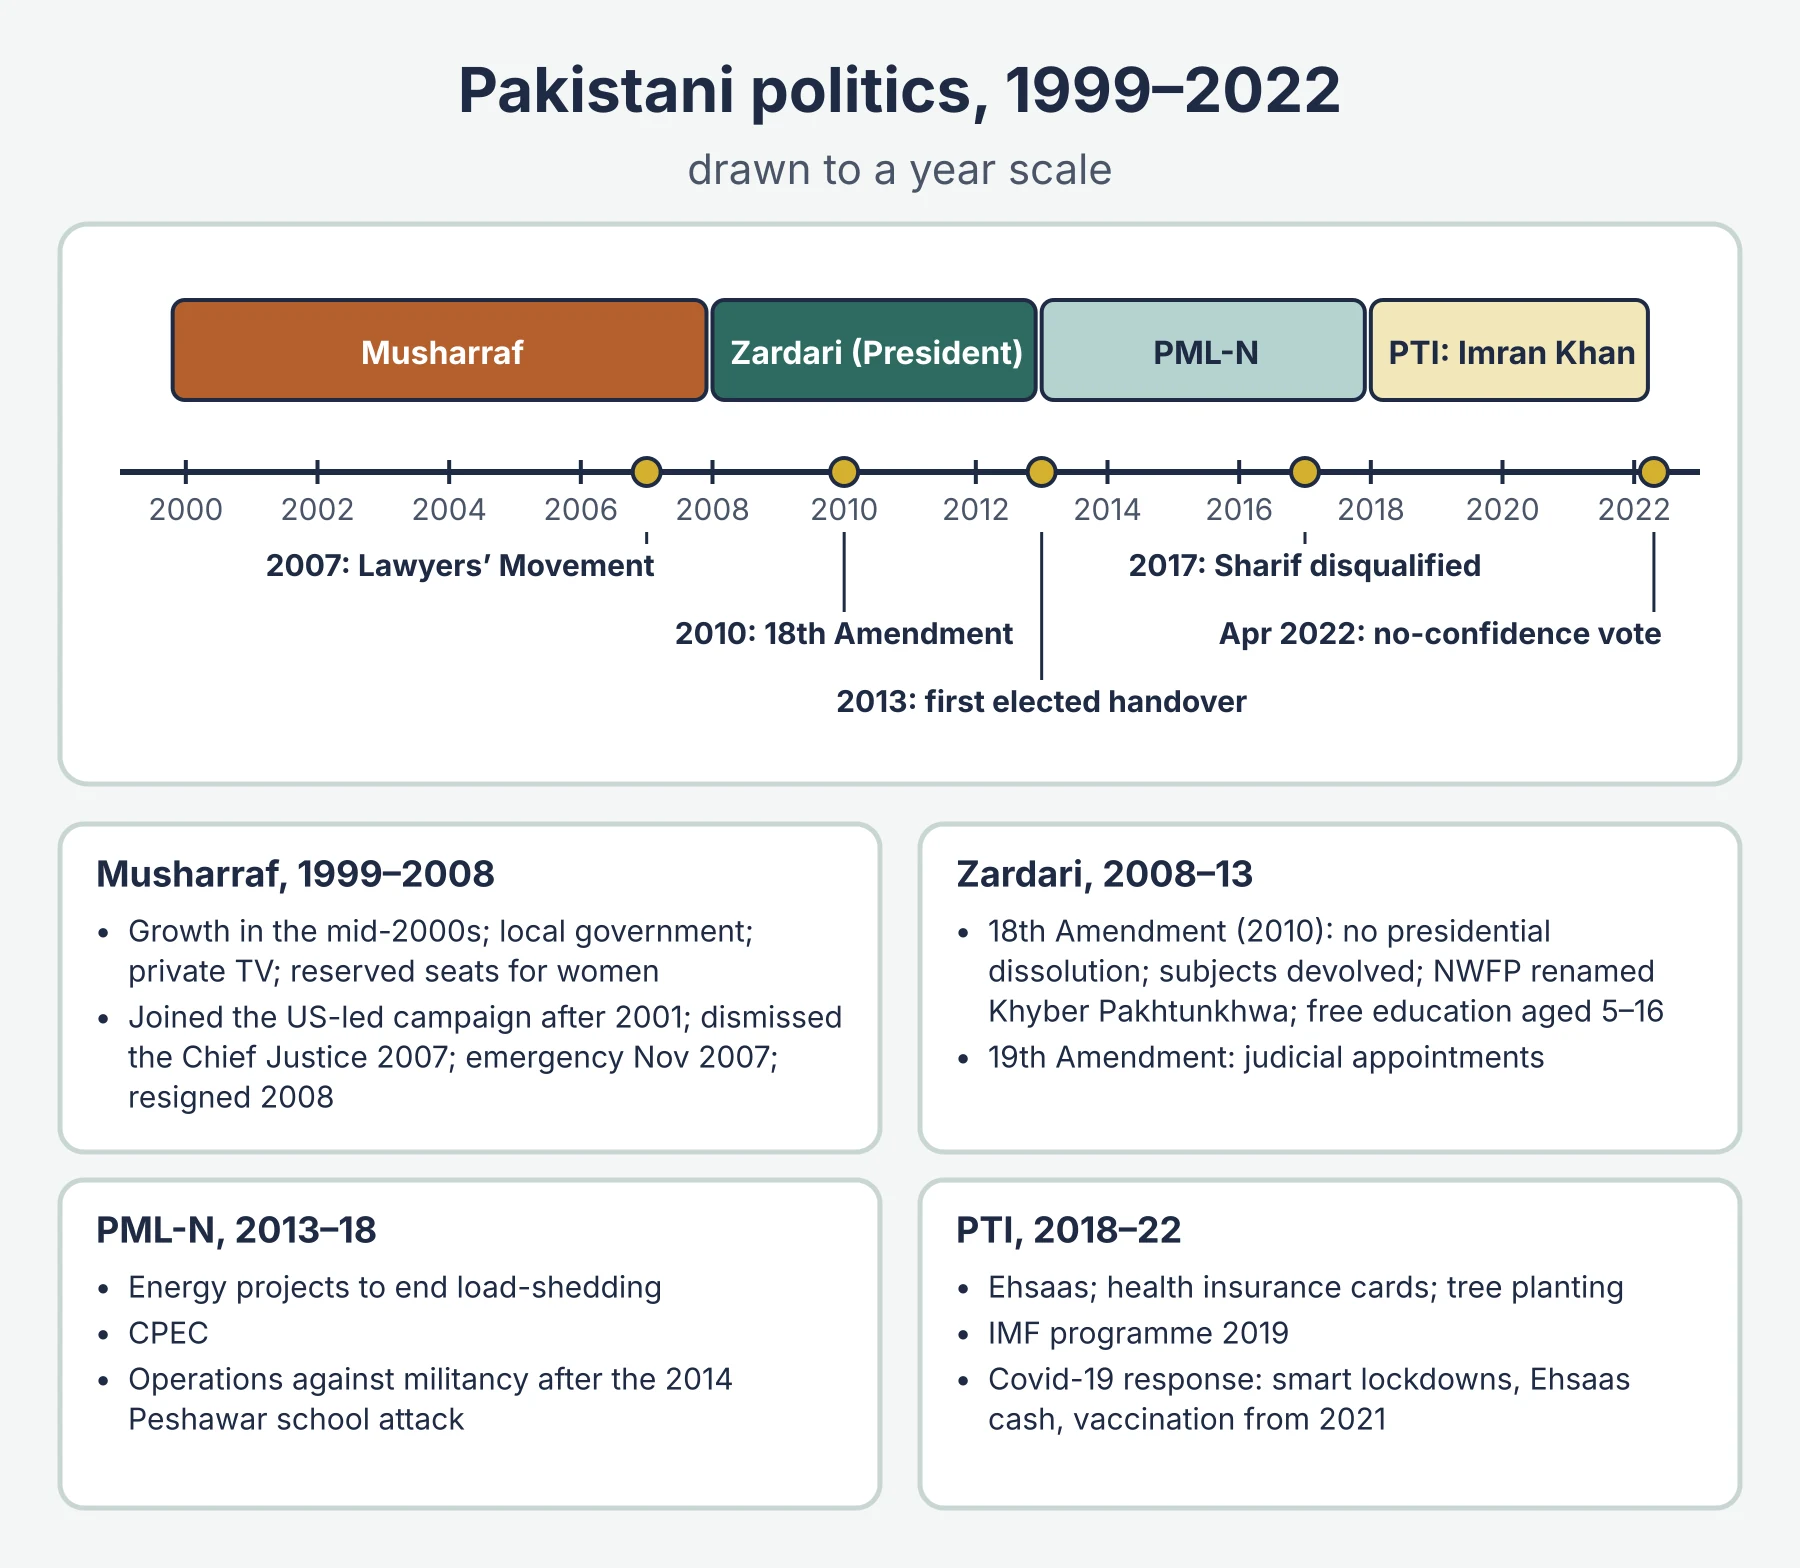 Pakistani politics, 1999–2022
drawn to a year scale
Musharraf
Zardari (President)
PML-N
PTI: Imran Khan
2000
2002
2004
2006
2008
2010
2012
2014
2016
2018
2020
2022
2007: Lawyers’ Movement
2017: Sharif disqualified
2010: 18th Amendment
Apr 2022: no-confidence vote
2013: first elected handover
Musharraf, 1999–2008
• Growth in the mid-2000s; local government;
private TV; reserved seats for women
• Joined the US-led campaign after 2001; dismissed
the Chief Justice 2007; emergency Nov 2007;
resigned 2008
Zardari, 2008–13
• 18th Amendment (2010): no presidential
dissolution; subjects devolved; NWFP renamed
Khyber Pakhtunkhwa; free education aged 5–16
• 19th Amendment: judicial appointments
PML-N, 2013–18
• Energy projects to end load-shedding
• CPEC
• Operations against militancy after the 2014
Peshawar school attack
PTI, 2018–22
• Ehsaas; health insurance cards; tree planting
• IMF programme 2019
• Covid-19 response: smart lockdowns, Ehsaas
cash, vaccination from 2021